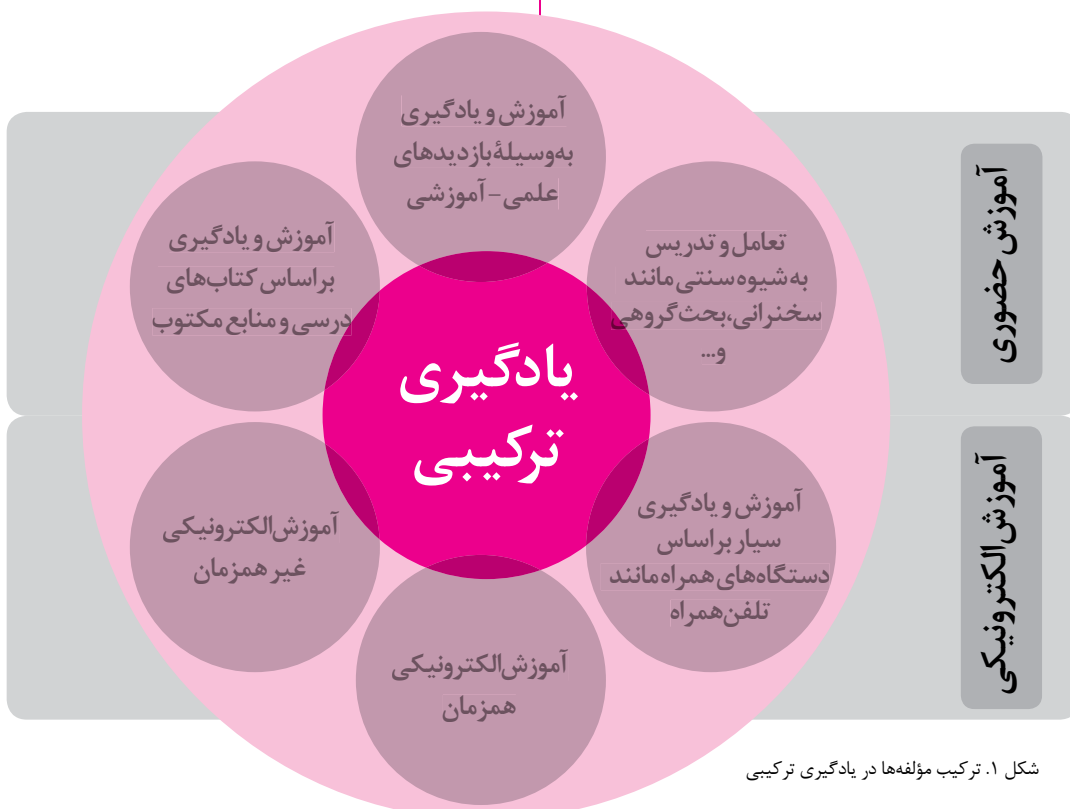 آموزش و یادگیری
به‌وسیلهٔ بازدیدهای
علمی - آموزشی
تعامل و تدریس
به شیوه سنتی مانند
سخنرانی، بحث گروهی
و...
آموزش و یادگیری
براساس کتاب‌های
درسی و منابع مکتوب
آموزش حضوری
یادگیری
ترکیبی
آموزش و یادگیری
سیار براساس
دستگاه‌های همراه مانند
تلفن همراه
آموزش الکترونیکی
غیر همزمان
آموزش الکترونیکی
همزمان
آموزش الکترونیکی
شکل ۱. ترکیب مؤلفه‌ها در یادگیری ترکیبی